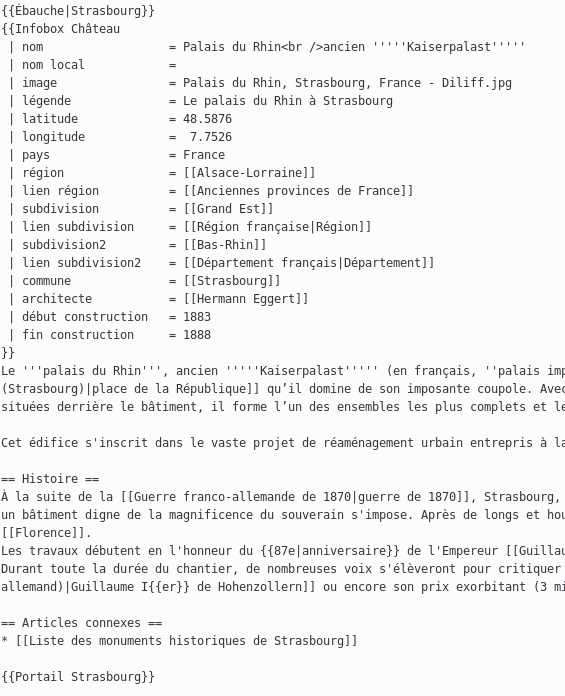 {{Ébauche|Strasbourg}}
{{Infobox Château
| nom = Palais du Rhin<br />ancien '''''Kaiserpalast'''''
| nom local =
| image = Palais du Rhin, Strasbourg, France - Diliff.jpg
| légende = Le palais du Rhin à Strasbourg
| latitude = 48.5876
| longitude = 7.7526
| pays = France
| région = [[Alsace-Lorraine]]
| lien région = [[Anciennes provinces de France]]
| subdivision = [[Grand Est]]
| lien subdivision = [[Région française|Région]]
| subdivision2 = [[Bas-Rhin]]
| lien subdivision2 = [[Département français|Département]]
| commune = [[Strasbourg]]
| architecte = [[Hermann Eggert]]
| début construction = 1883
| fin construction = 1888
}}
Le '''palais du Rhin''', ancien '''''Kaiserpalast''''' (en français, ''palais imp
(Strasbourg)|place de la République]] qu’il domine de son imposante coupole. Avec
situées derrière le bâtiment, il forme l’un des ensembles les plus complets et le
Cet édifice s'inscrit dans le vaste projet de réaménagement urbain entrepris à la
== Histoire ==
À la suite de la [[Guerre franco-allemande de 1870|guerre de 1870]], Strasbourg,
un bâtiment digne de la magnificence du souverain s'impose. Après de longs et hou
[[Florence]].
Les travaux débutent en l'honneur du {{87e|anniversaire}} de l'Empereur [[Guillau
Durant toute la durée du chantier, de nombreuses voix s'élèveront pour critiquer
allemand)|Guillaume I{{er}} de Hohenzollern]] ou encore son prix exorbitant (3 mi
== Articles connexes ==
* [[Liste des monuments historiques de Strasbourg]]
{{Portail Strasbourg}}